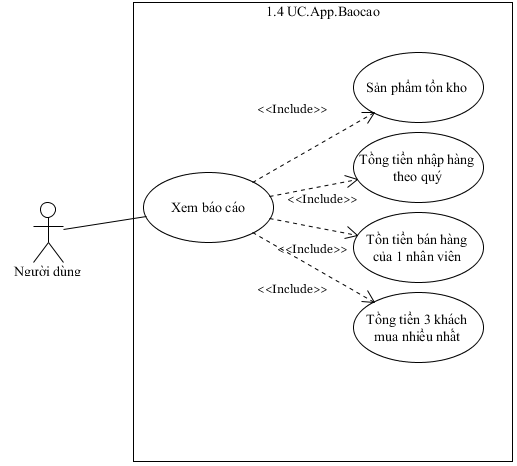 1.4 UC.App.Baocao
Sản phẩm tồn kho
<<Include>>
Tổng tiền nhập hàng
theo quý
<<Include>>
Xem báo cáo
Tồn tiền bán hàng
của 1 nhân viên
<<Include>>
Người dùng
<<Include>>
Tổng tiền 3 khách
mua nhiều nhất